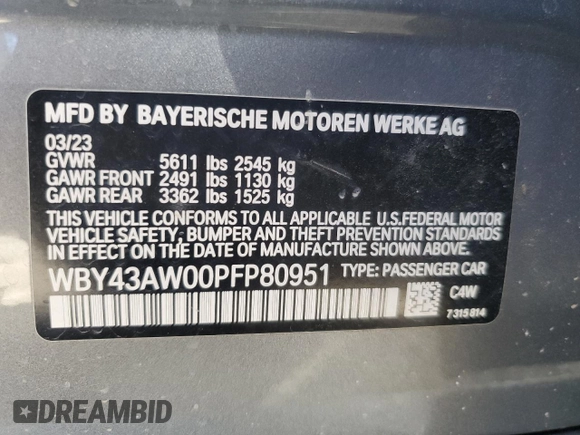 MFD BY BAYERISCHE MOTOREN WERKE AG
03/23
GVWR 5611 lbs 2545 kg
GAWR FRONT 2491 lbs 1130 kg
GAWR REAR 3362 lbs 1525 kg
THIS VEHICLE CONFORMS TO ALL APPLICABLE U.S.FEDERAL MOTOR
VEHICLE SAFETY, BUMPER AND THEFT PREVENTION STANDARDS
IN EFFECT ON THE DATE OF MANUFACTURE SHOWN ABOVE.
WBY43AW00PFP80951 TYPE: PASSENGER CAR
C4W
7 315 814
DREAMBID